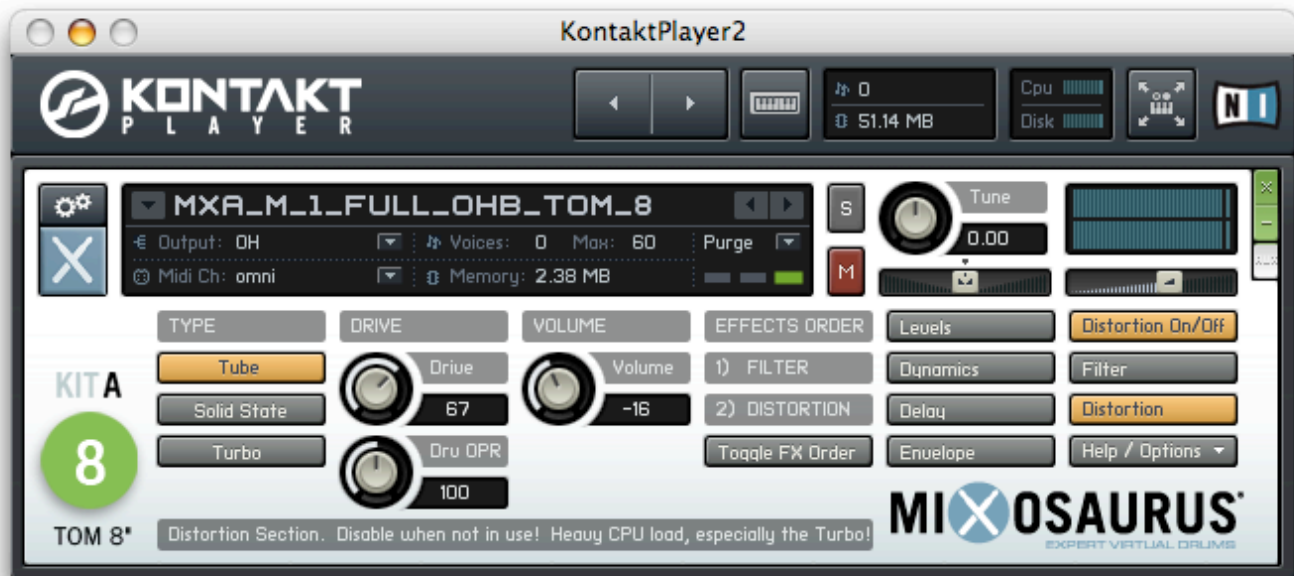 KontaktPlayer2
KONTAKT
PLAYER
0
51.14 MB
Cpu
Disk
NI
MXA_M_1_FULL_OHB_TOM_8
Output: OH
Voices: 0 Max: 60
Purge
Midi Ch: omni
Memory: 2.38 MB
S
M
Tune
0.00
X
KIT A
8
TOM 8"
TYPE
Tube
Solid State
Turbo
DRIVE
Drive
67
Drv OPR
100
VOLUME
Volume
-16
EFFECTS ORDER
1) FILTER
2) DISTORTION
Toggle FX Order
Levels
Dynamics
Delay
Envelope
Distortion On/Off
Filter
Distortion
Help / Options
Distortion Section. Disable when not in use! Heavy CPU load, especially the Turbo!
MIXOSAURUS
EXPERT VIRTUAL DRUMS